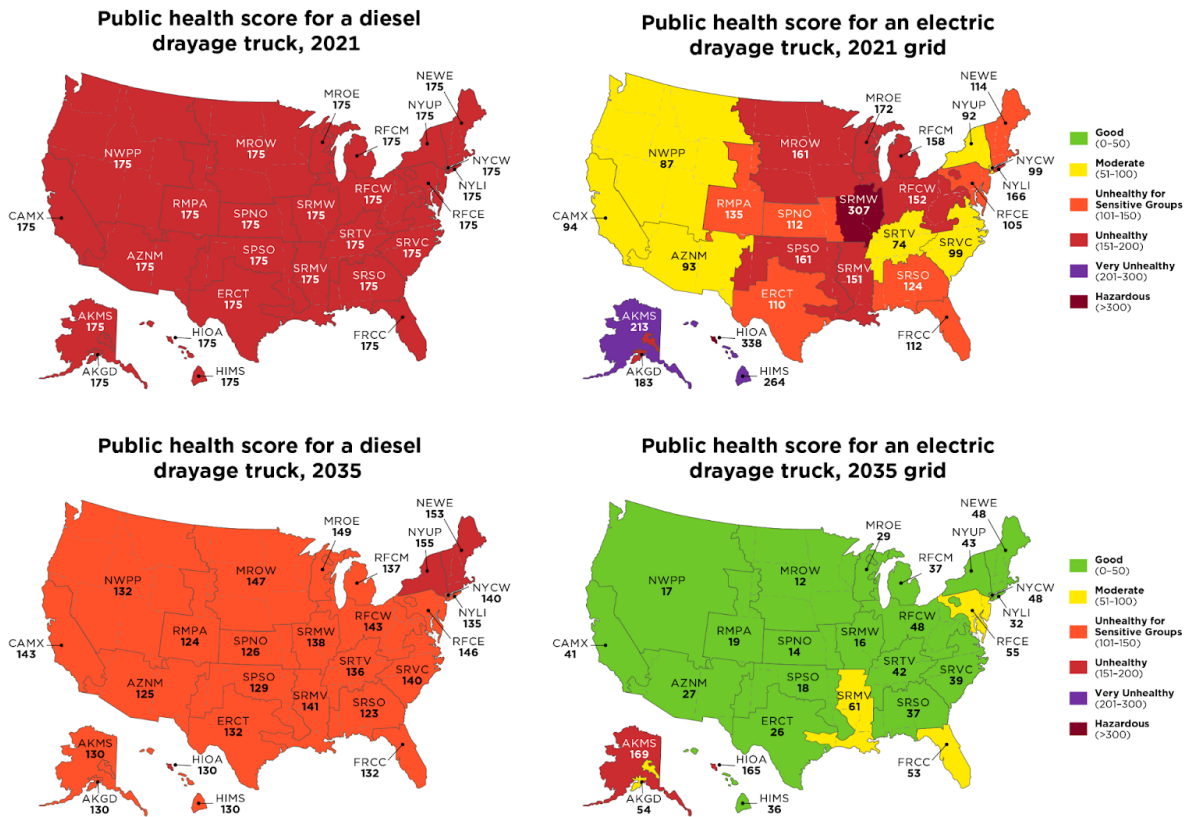 Public health score for a diesel
drayage truck, 2021
NEWE
175
MROE
175
NYUP
175
RFCM
175
NWPP
175
MROW
175
NYCW
175
NYLI
175
RFCE
175
RFCW
175
RMPA
175
SPNO
175
SRMW
175
CAMX
175
SRTV
175
SRVC
175
AZNM
175
SPSO
175
SRMV
175
SRSO
175
ERCT
175
AKMS
175
HIOA
175
FRCC
175
AKGD
175
HIMS
175
Public health score for an electric
drayage truck, 2021 grid
NEWE
114
MROE
172
NYUP
92
RFCM
158
NWPP
87
MROW
161
NYCW
99
NYLI
166
RFCE
105
RFCW
152
RMPA
135
SPNO
112
SRMW
307
CAMX
94
SRTV
74
SRVC
99
AZNM
93
SPSO
161
SRMV
151
SRSO
124
ERCT
110
AKMS
213
HIOA
338
FRCC
112
AKGD
183
HIMS
264
Good
(0–50)
Moderate
(51–100)
Unhealthy for
Sensitive Groups
(101–150)
Unhealthy
(151–200)
Very Unhealthy
(201–300)
Hazardous
(>300)
Public health score for a diesel
drayage truck, 2035
NEWE
153
MROE
149
NYUP
155
RFCM
137
NWPP
132
MROW
147
NYCW
140
NYLI
135
RFCE
146
RFCW
143
RMPA
124
SPNO
126
SRMW
138
CAMX
143
SRTV
136
SRVC
140
AZNM
125
SPSO
129
SRMV
141
SRSO
123
ERCT
132
AKMS
130
HIOA
130
FRCC
132
AKGD
130
HIMS
130
Public health score for an electric
drayage truck, 2035 grid
NEWE
48
MROE
29
NYUP
43
RFCM
37
NWPP
17
MROW
12
NYCW
48
NYLI
32
RFCE
55
RFCW
48
RMPA
19
SPNO
14
SRMW
16
CAMX
41
SRTV
42
SRVC
39
AZNM
27
SPSO
18
SRMV
61
SRSO
37
ERCT
26
AKMS
169
HIOA
165
FRCC
53
AKGD
54
HIMS
36
Good
(0–50)
Moderate
(51–100)
Unhealthy for
Sensitive Groups
(101–150)
Unhealthy
(151–200)
Very Unhealthy
(201–300)
Hazardous
(>300)